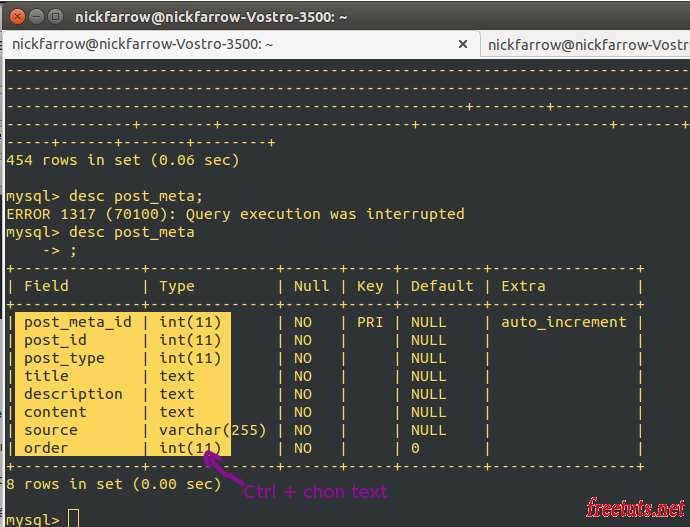 nickfarrow@nickfarrow-Vostro-3500: ~
nickfarrow@nickfarrow-Vostro-3500: ~ × nickfarrow@nickfarrow-Vostro
--------------------------------------------------------------------------
--------------------------------------------------------------------------
---------------------------------------------------+--------+---------------
--------------+--------+---------------------+---------------------+-------+
-----+------+-------+--------+
454 rows in set (0.06 sec)
mysql> desc post_meta;
ERROR 1317 (70100): Query execution was interrupted
mysql> desc post_meta
    -> ;
+--------------+--------------+------+-----+---------+----------------+
| Field        | Type         | Null | Key | Default | Extra          |
+--------------+--------------+------+-----+---------+----------------+
| post_meta_id | int(11)      | NO   | PRI | NULL    | auto_increment |
| post_id      | int(11)      | NO   |     | NULL    |                |
| post_type    | int(11)      | NO   |     | NULL    |                |
| title        | text         | NO   |     | NULL    |                |
| description  | text         | NO   |     | NULL    |                |
| content      | text         | NO   |     | NULL    |                |
| source       | varchar(255) | NO   |     | NULL    |                |
| order        | int(11)      | NO   |     | 0       |                |
+--------------+--------------+------+-----+---------+----------------+
8 rows in set (0.00 sec)
Ctrl + chon text
mysql>
freetuts.net